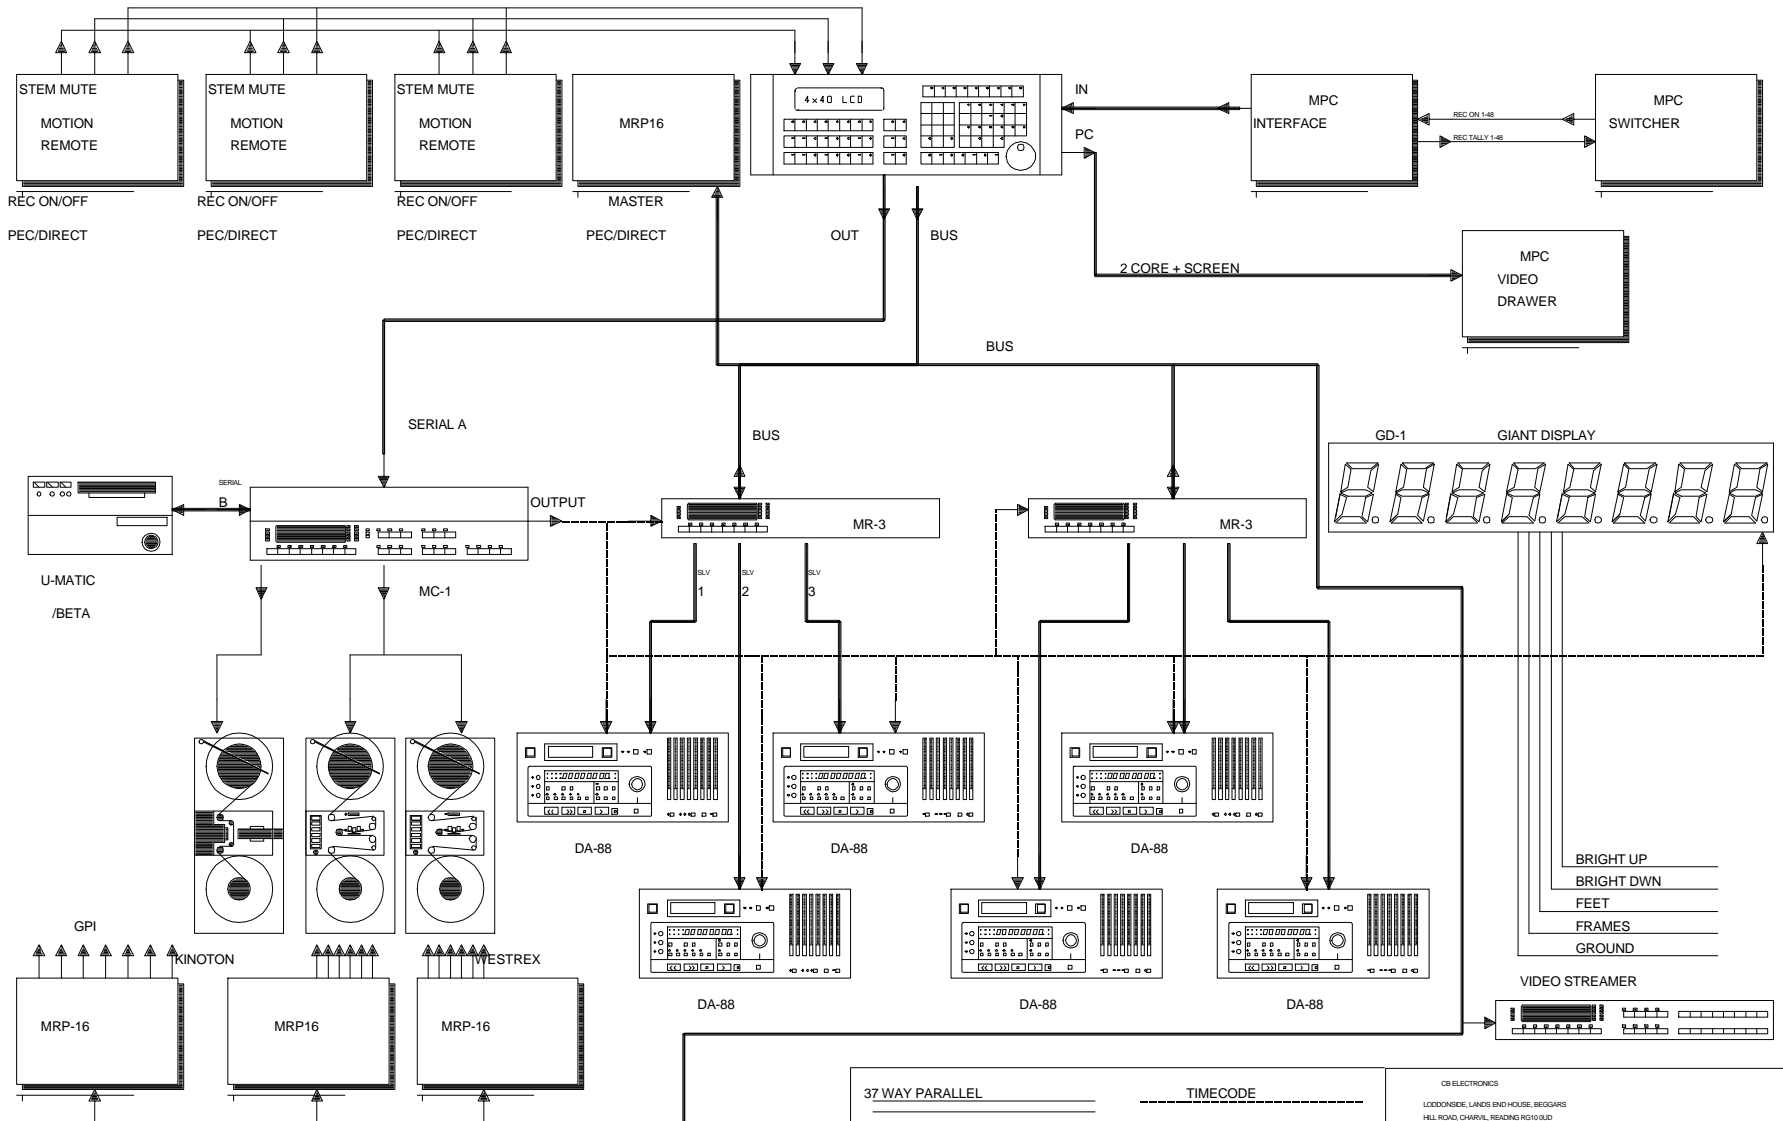 STEM MUTE
MOTION
REMOTE
REC ON/OFF
PEC/DIRECT
STEM MUTE
MOTION
REMOTE
REC ON/OFF
PEC/DIRECT
STEM MUTE
MOTION
REMOTE
REC ON/OFF
PEC/DIRECT
MRP16
MASTER
PEC/DIRECT
4x40 LCD
IN
PC
OUT
BUS
MPC
INTERFACE
REC ON 1-48
REC TALLY 1-48
MPC
SWITCHER
2 CORE + SCREEN
MPC
VIDEO
DRAWER
BUS
SERIAL A
BUS
GD-1
GIANT DISPLAY
SERIAL
B
OUTPUT
MR-3
MR-3
U-MATIC
/BETA
MC-1
SLV
1
SLV
2
SLV
3
DA-88
DA-88
DA-88
BRIGHT UP
BRIGHT DWN
FEET
FRAMES
GROUND
GPI
KINOTON
WESTREX
DA-88
DA-88
DA-88
VIDEO STREAMER
MRP-16
MRP16
MRP-16
37 WAY PARALLEL
TIMECODE
CB ELECTRONICS
LODDONSIDE, LANDS END HOUSE, BEGGARS
HILL ROAD, CHARVIL, READING RG10 0UD